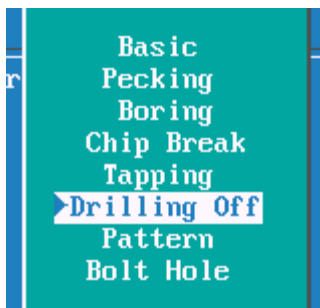 Basic
Pecking
Boring
Chip Break
Tapping
Drilling Off
Pattern
Bolt Hole